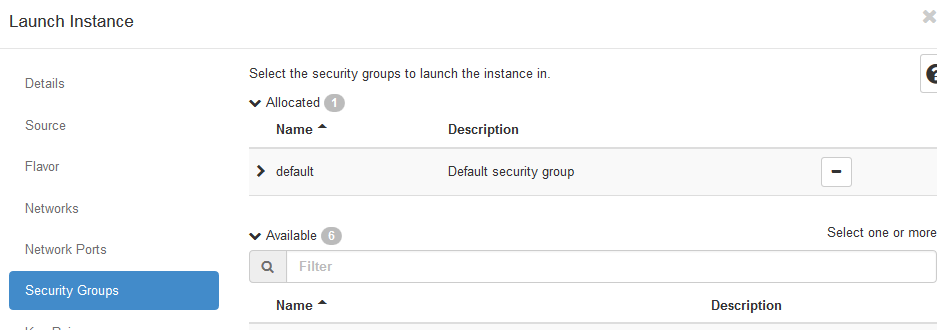 Launch Instance
Details
Source
Flavor
Networks
Network Ports
Security Groups
Select the security groups to launch the instance in.
Allocated 1
Name Description
default Default security group
Available 6 Select one or more
Filter
Name Description